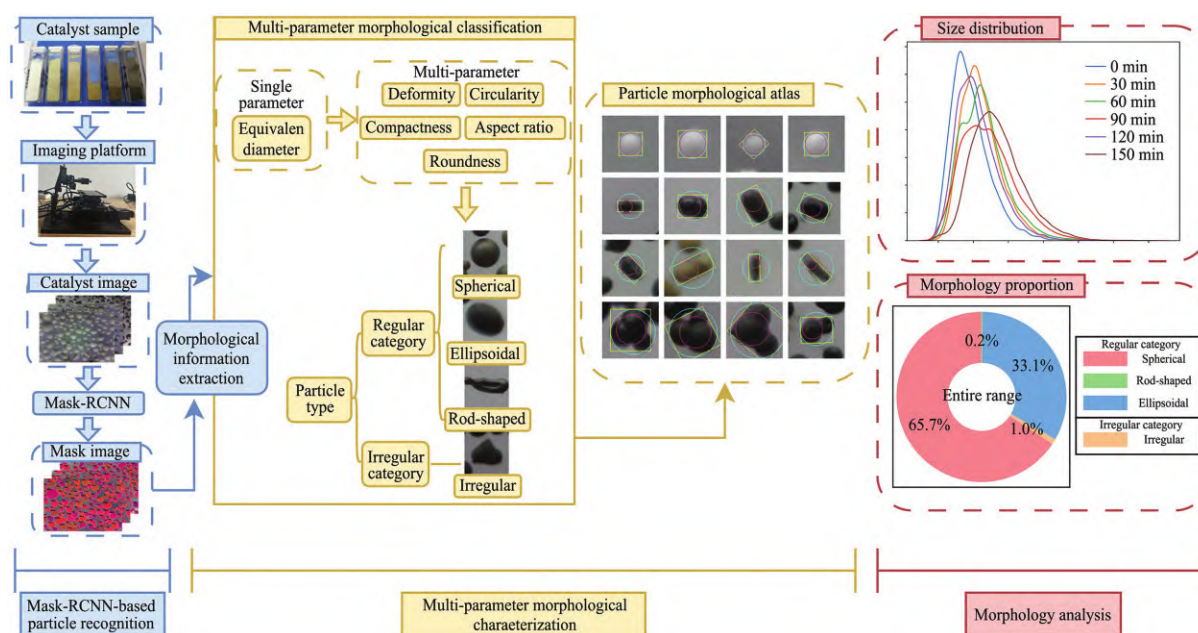 Catalyst sample
Imaging platform
Catalyst image
Mask-RCNN
Mask image
Morphological
information
extraction
Multi-parameter morphological classification
Single
parameter
Equivalen
diameter
Multi-parameter
Deformity
Circularity
Compactness
Aspect ratio
Roundness
Particle
type
Regular
category
Irregular
category
Spherical
Ellipsoidal
Rod-shaped
Irregular
Particle morphological atlas
Size distribution
0 min
30 min
60 min
90 min
120 min
150 min
Morphology proportion
0.2%
33.1%
Entire range
65.7%
1.0%
Regular category
Spherical
Rod-shaped
Ellipsoidal
Irregular category
Irregular
Mask-RCNN-based
particle recognition
Multi-parameter morphological
charecterization
Morphology analysis